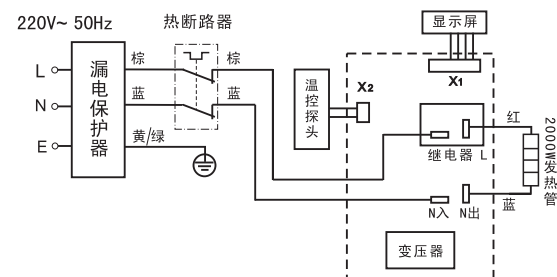 220V~ 50Hz
热断路器
显示屏
L
N
E
漏电保护器
棕
棕
蓝
蓝
黄/绿
温控探头
X2
X1
继电器 L
红
蓝
2000W发热管
N入
N出
变压器